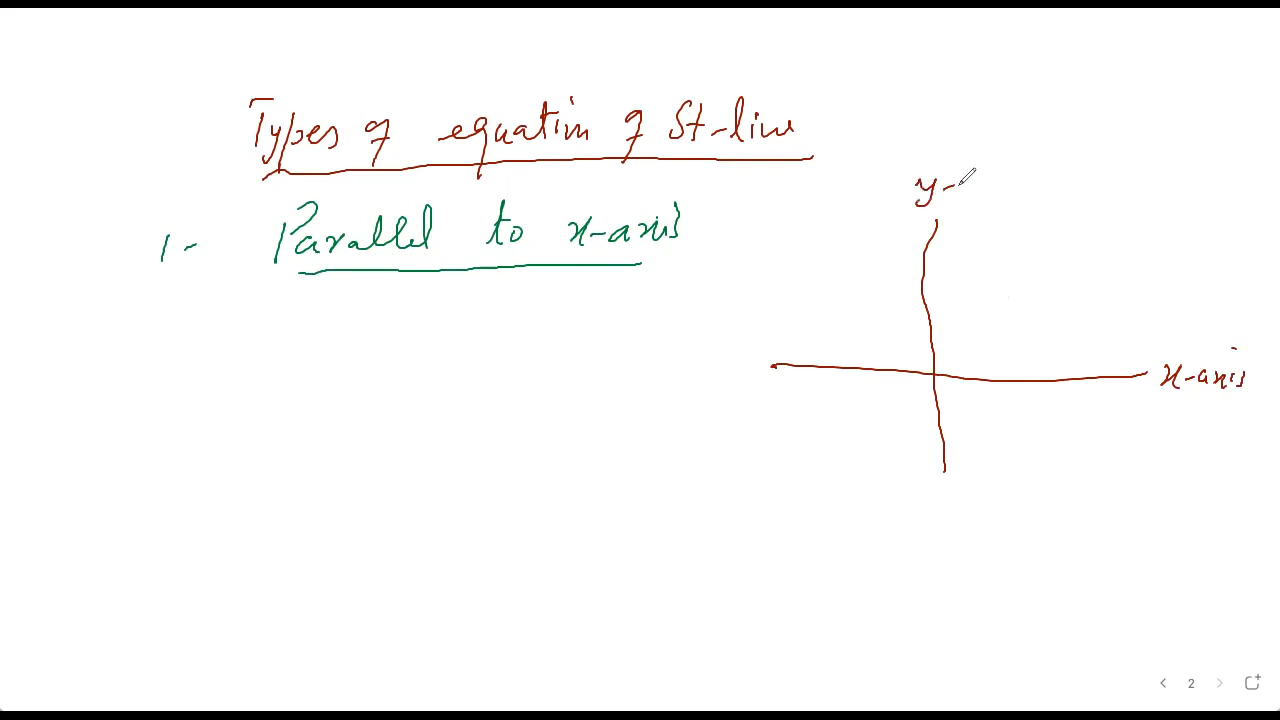 Types of equation of St-line
1- Parallel to x-axis
y-
x-axis
2